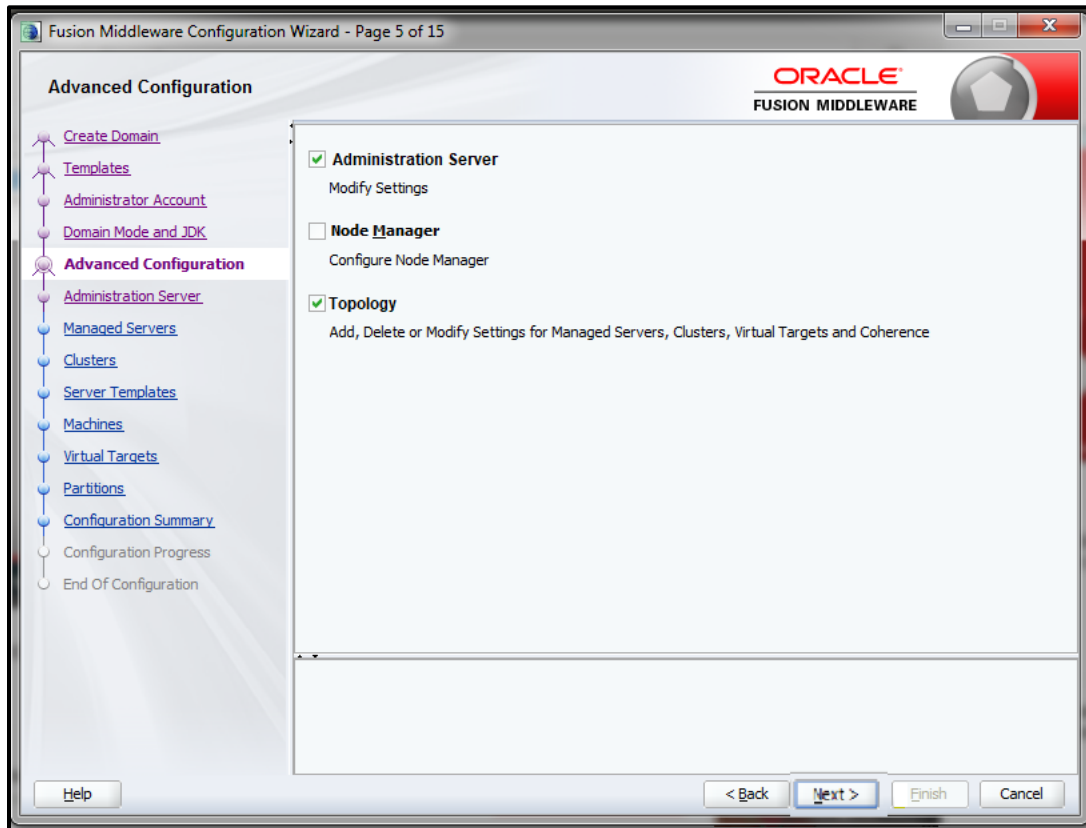 Fusion Middleware Configuration Wizard - Page 5 of 15
Advanced Configuration
ORACLE
FUSION MIDDLEWARE
Create Domain
Templates
Administrator Account
Domain Mode and JDK
Advanced Configuration
Administration Server
Managed Servers
Clusters
Server Templates
Machines
Virtual Targets
Partitions
Configuration Summary
Configuration Progress
End Of Configuration
Administration Server
Modify Settings
Node Manager
Configure Node Manager
Topology
Add, Delete or Modify Settings for Managed Servers, Clusters, Virtual Targets and Coherence
Help
< Back
Next >
Finish
Cancel